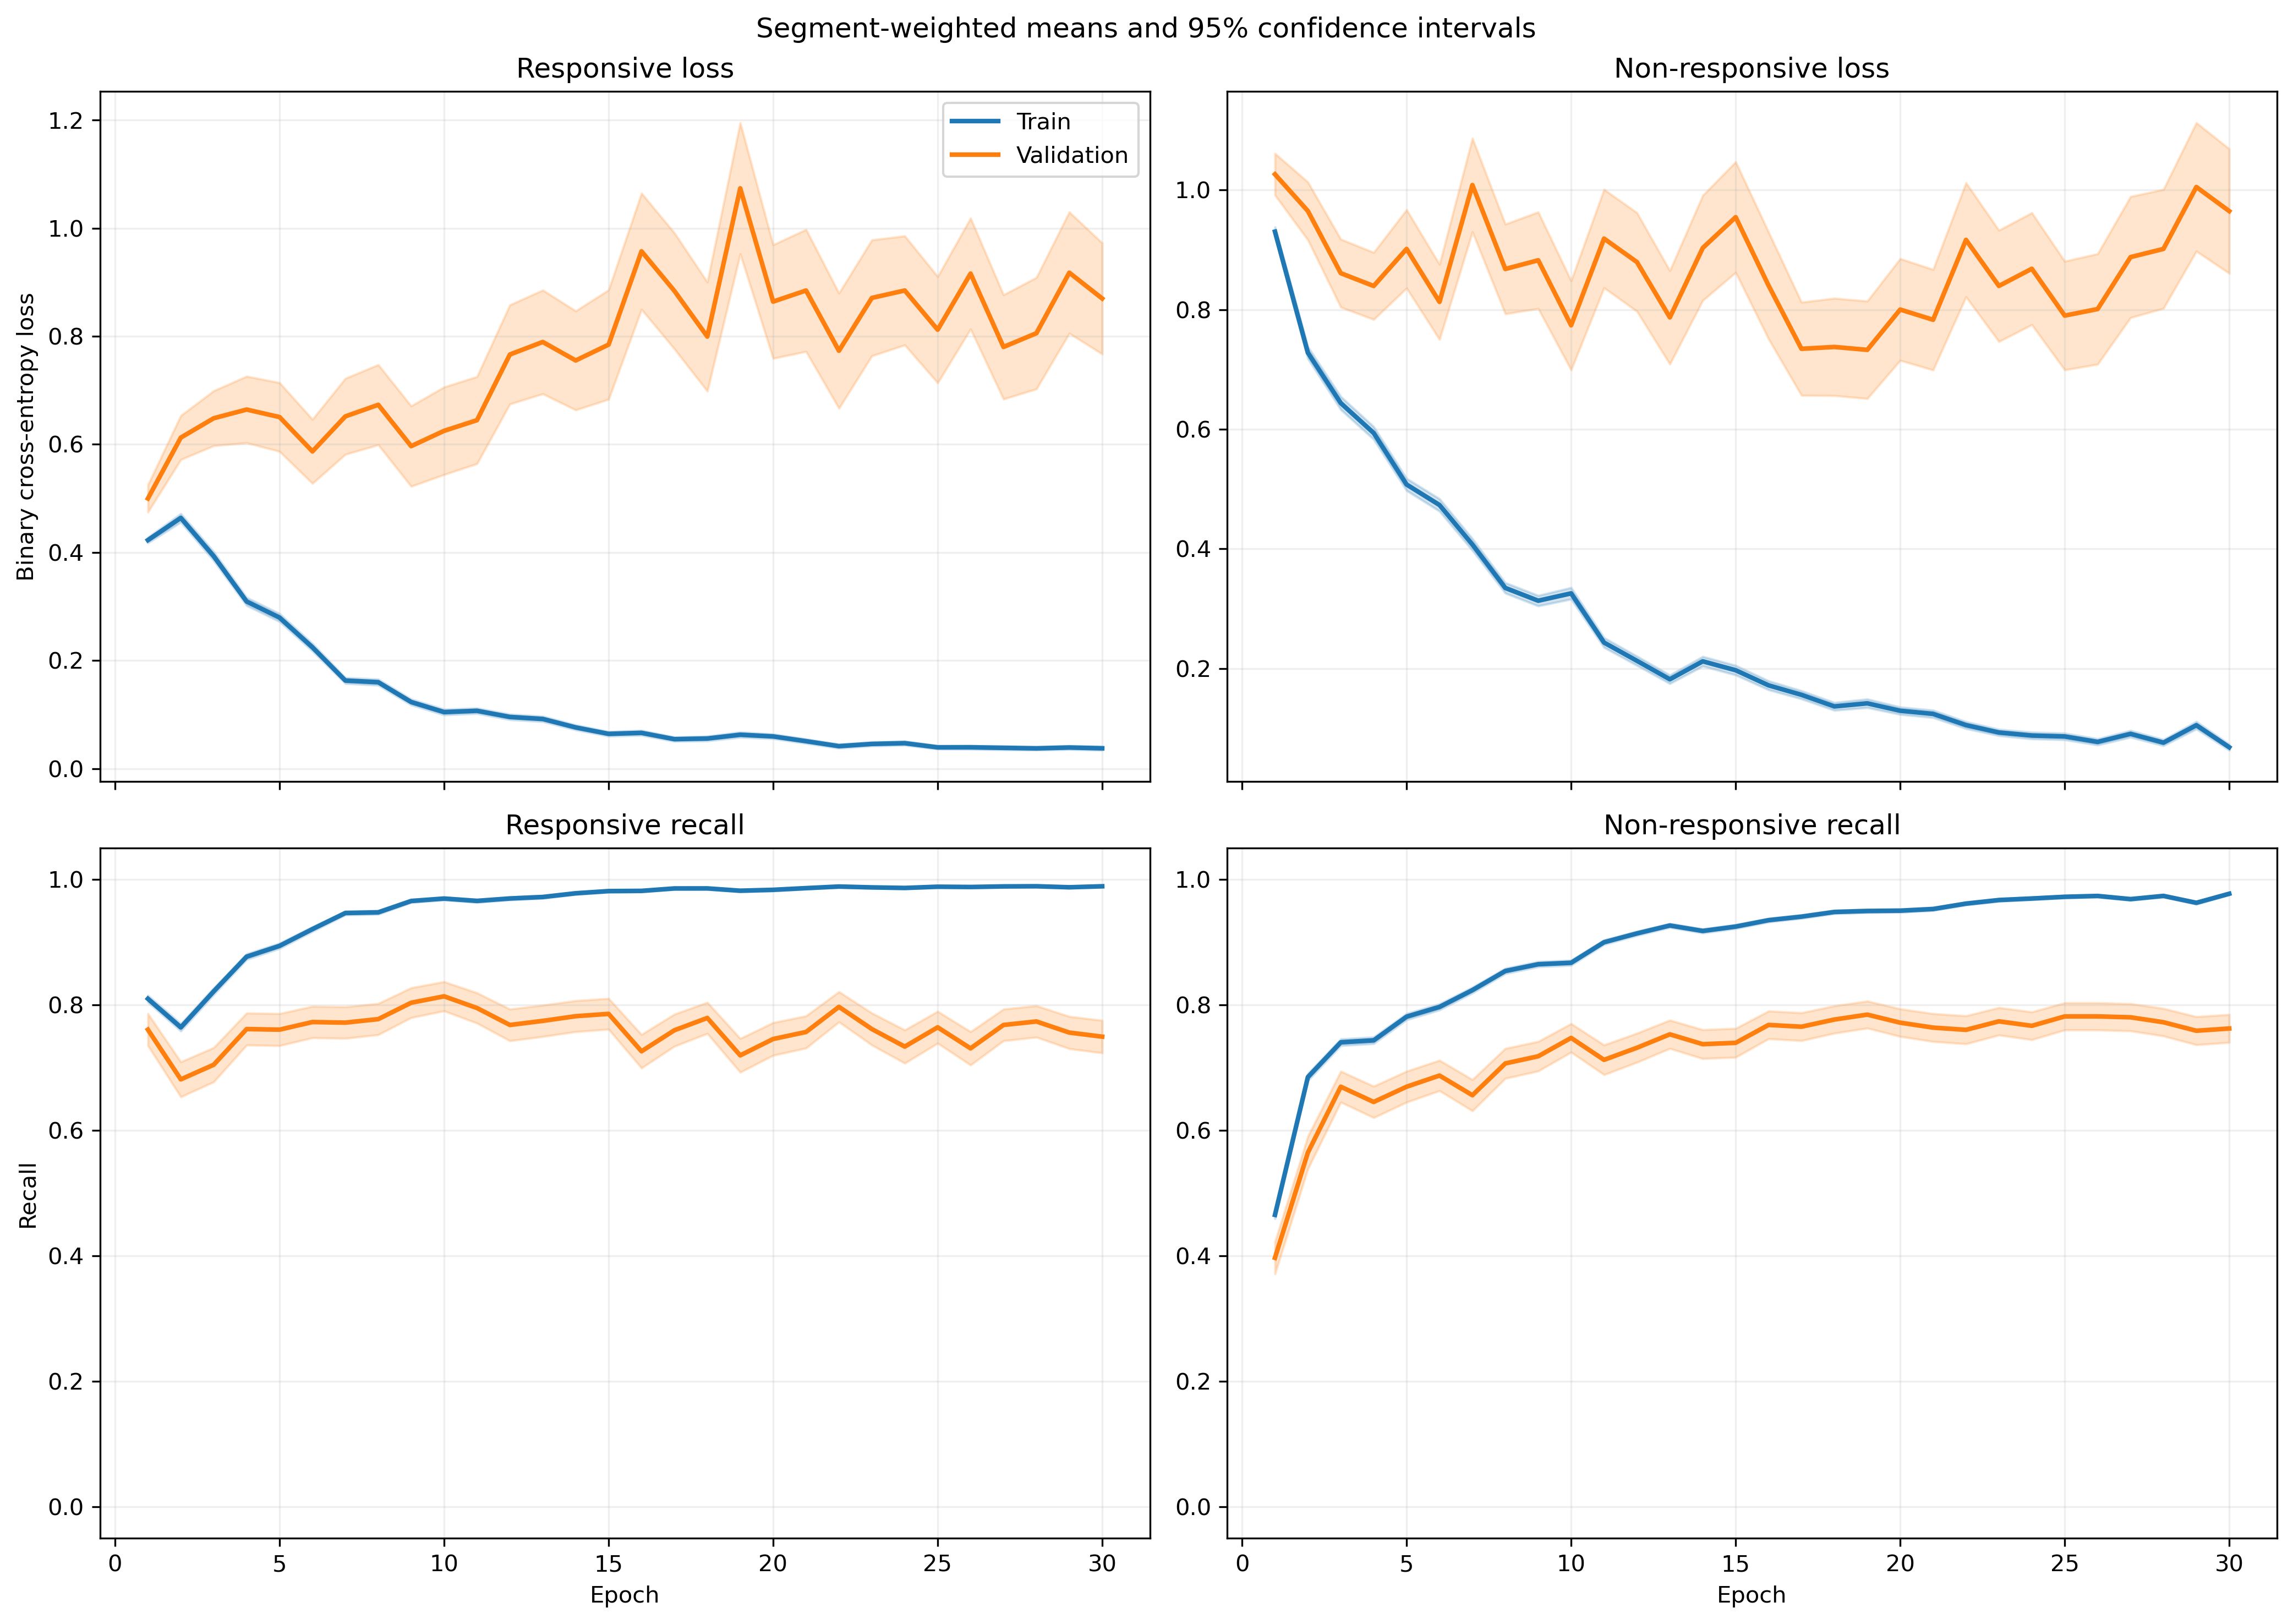 Segment-weighted means and 95% confidence intervals
Responsive loss
Non-responsive loss
Train
Validation
Binary cross-entropy loss
1.2
1.0
0.8
0.6
0.4
0.2
0.0
1.0
0.8
0.6
0.4
0.2
Responsive recall
Non-responsive recall
Recall
1.0
0.8
0.6
0.4
0.2
0.0
1.0
0.8
0.6
0.4
0.2
0.0
0 5 10 15 20 25 30
0 5 10 15 20 25 30
Epoch
Epoch